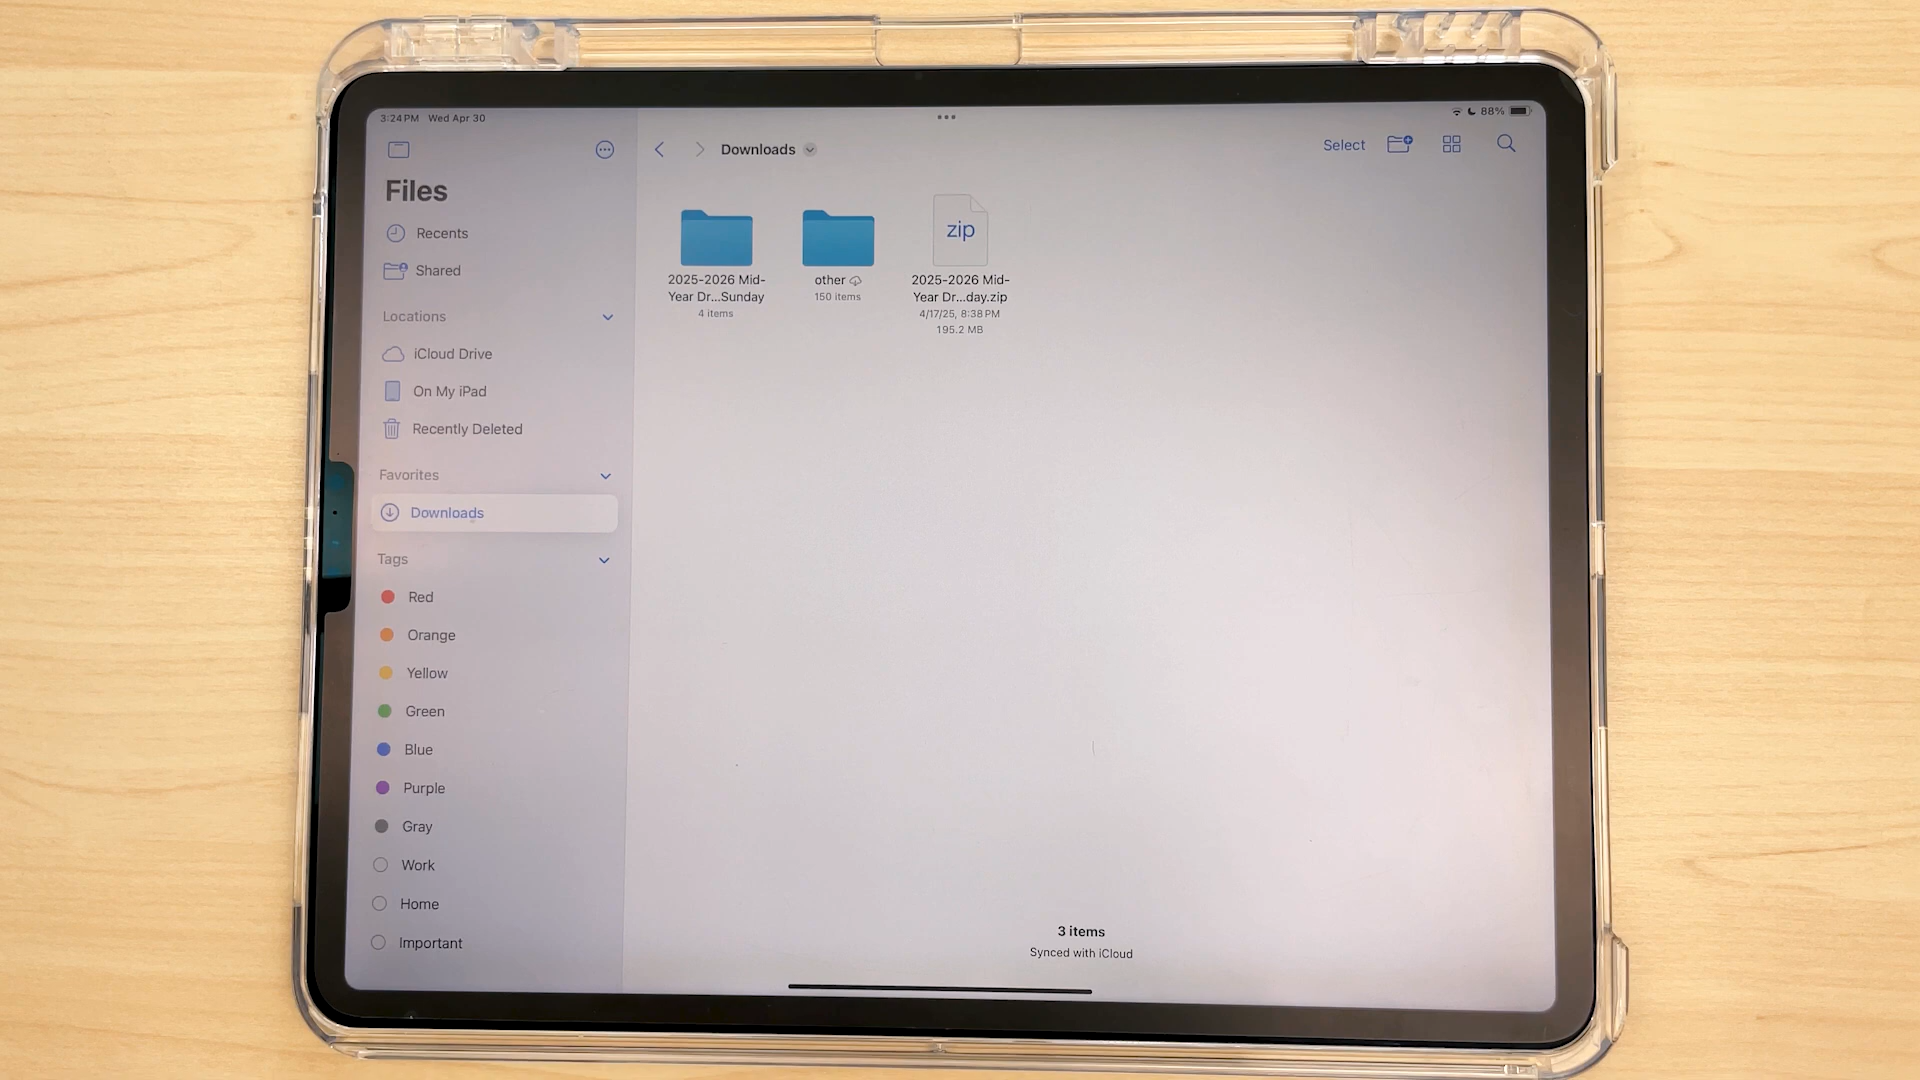 3:24 PM Wed Apr 30
88%
Files
Recents
Shared
Locations
iCloud Drive
On My iPad
Recently Deleted
Favorites
Downloads
Tags
Red
Orange
Yellow
Green
Blue
Purple
Gray
Work
Home
Important
Downloads
Select
2025-2026 Mid-
Year Dr...Sunday
4 items
other
150 items
zip
2025-2026 Mid-
Year Dr...day.zip
4/17/25, 8:38 PM
195.2 MB
3 items
Synced with iCloud